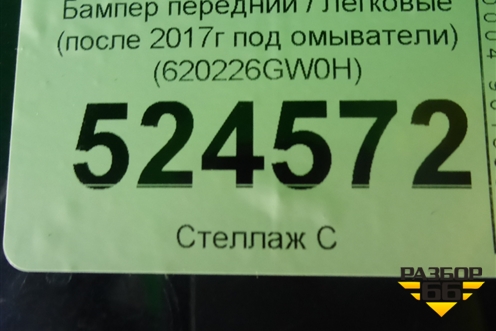 Бампер передний / Легковые
(после 2017г под омыватели)
(620226GW0H)
524572
Стеллаж С
РАЗБОР
66